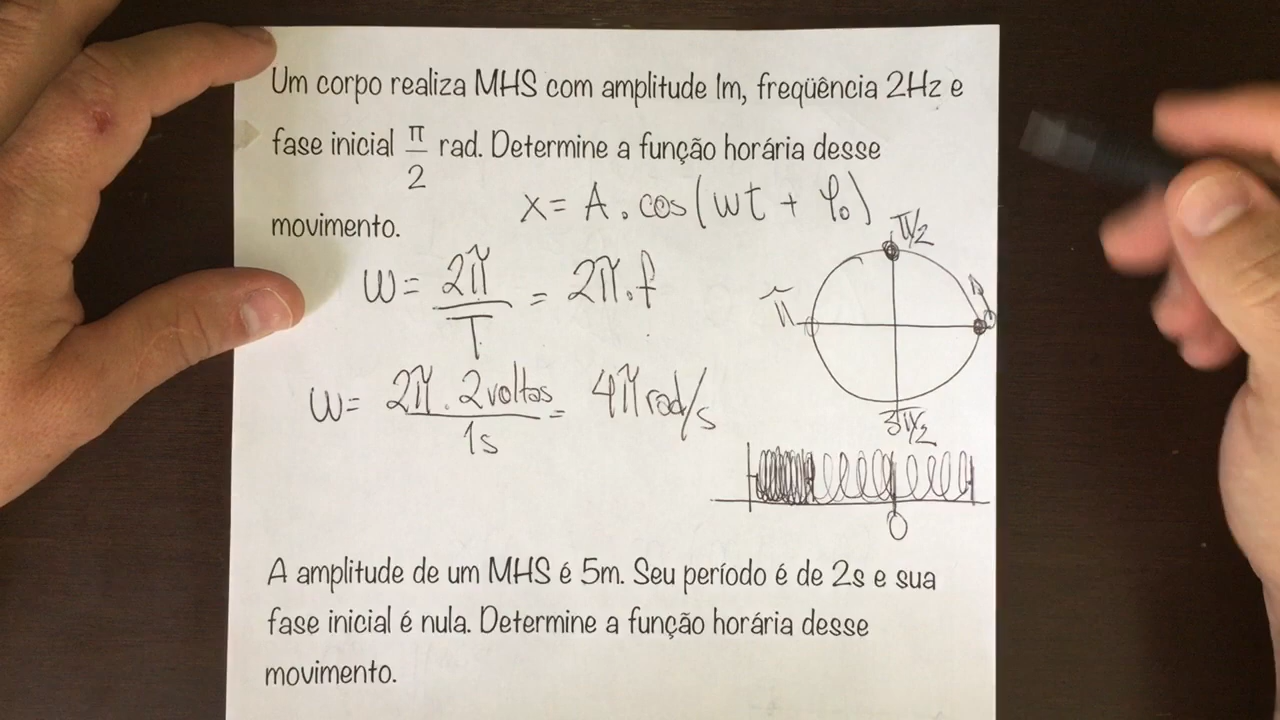 Um corpo realiza MHS com amplitude 1m, freqüência 2Hz e
fase inicial π/2 rad. Determine a função horária desse
movimento.
x = A . cos(wt + φ₀)
π/2
w = 2π/T = 2π.f
π
0
w = 2π . 2 voltas/1s = 4π rad/s
3π/2
0
A amplitude de um MHS é 5m. Seu período é de 2s e sua
fase inicial é nula. Determine a função horária desse
movimento.